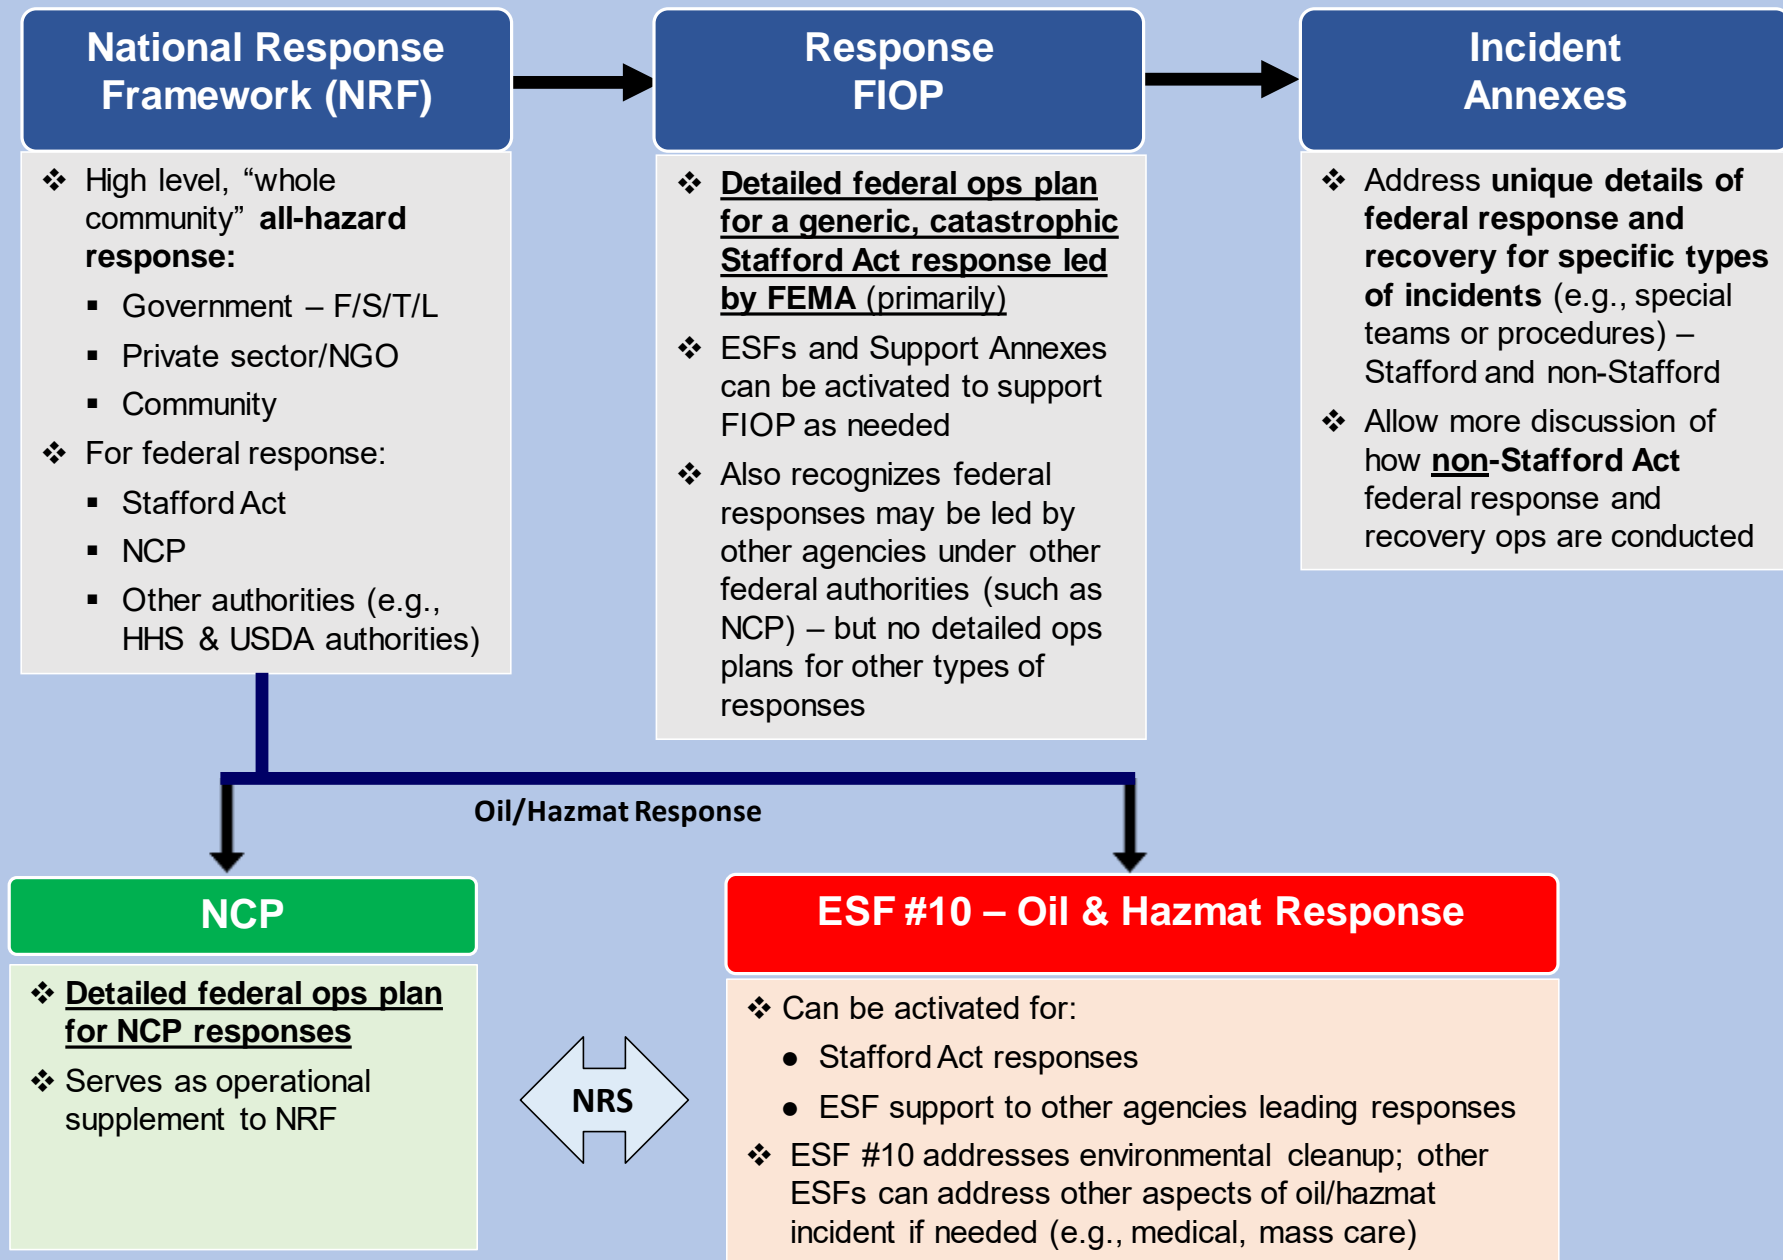 National Response
Framework (NRF)
❖ High level, “whole
community” all-hazard
response:
▪ Government – F/S/T/L
▪ Private sector/NGO
▪ Community
❖ For federal response:
▪ Stafford Act
▪ NCP
▪ Other authorities (e.g.,
HHS & USDA authorities)
Response
FIOP
❖ Detailed federal ops plan
for a generic, catastrophic
Stafford Act response led
by FEMA (primarily)
❖ ESFs and Support Annexes
can be activated to support
FIOP as needed
❖ Also recognizes federal
responses may be led by
other agencies under other
federal authorities (such as
NCP) – but no detailed ops
plans for other types of
responses
Incident
Annexes
❖ Address unique details of
federal response and
recovery for specific types
of incidents (e.g., special
teams or procedures) –
Stafford and non-Stafford
❖ Allow more discussion of
how non-Stafford Act
federal response and
recovery ops are conducted
Oil/Hazmat Response
NCP
❖ Detailed federal ops plan
for NCP responses
❖ Serves as operational
supplement to NRF
NRS
ESF #10 – Oil & Hazmat Response
❖ Can be activated for:
● Stafford Act responses
● ESF support to other agencies leading responses
❖ ESF #10 addresses environmental cleanup; other
ESFs can address other aspects of oil/hazmat
incident if needed (e.g., medical, mass care)